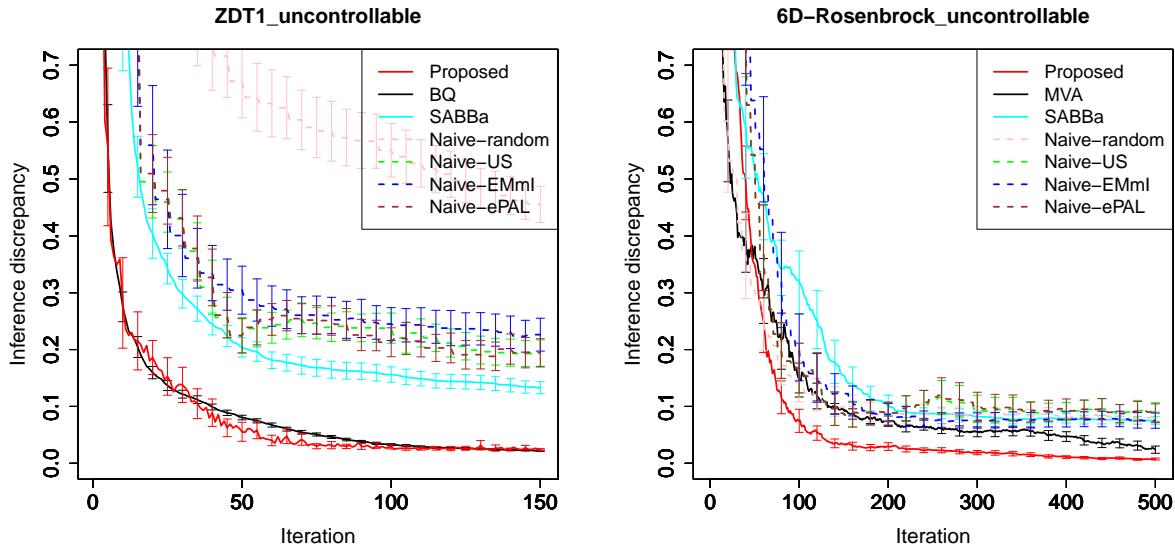 ZDT1_uncontrollable
Inference discrepancy
0.0
0.1
0.2
0.3
0.4
0.5
0.6
0.7
0
50
100
150
Iteration
Proposed
BQ
SABBa
Naive−random
Naive−US
Naive−EMmI
Naive−ePAL
6D−Rosenbrock_uncontrollable
Inference discrepancy
0.0
0.1
0.2
0.3
0.4
0.5
0.6
0.7
0
100
200
300
400
500
Iteration
Proposed
MVA
SABBa
Naive−random
Naive−US
Naive−EMmI
Naive−ePAL